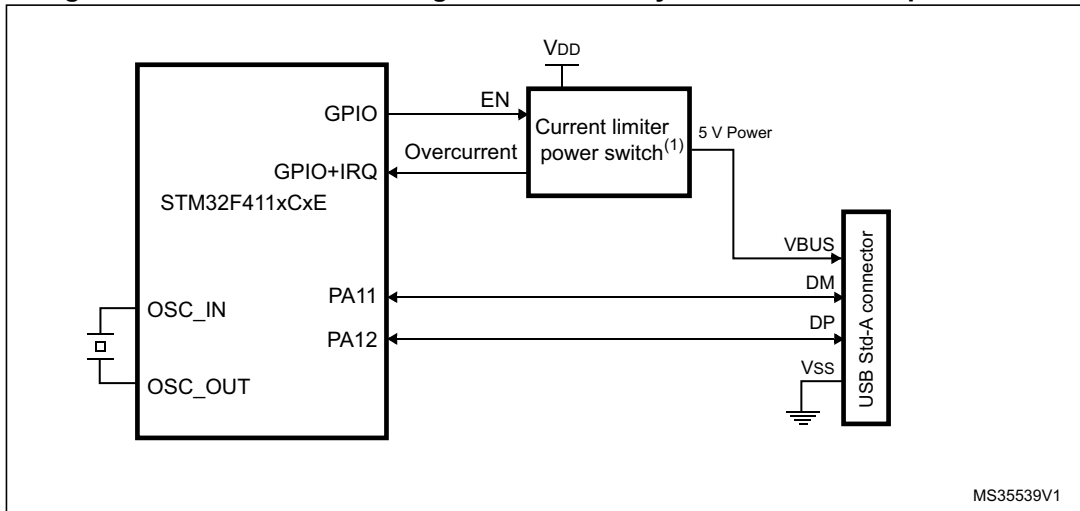 VDD
GPIO
EN
Current limiter
power switch(1)
5 V Power
Overcurrent
GPIO+IRQ
STM32F411xCxE
VBUS
DM
DP
VSS
USB Std-A connector
PA11
PA12
OSC_IN
OSC_OUT
MS35539V1